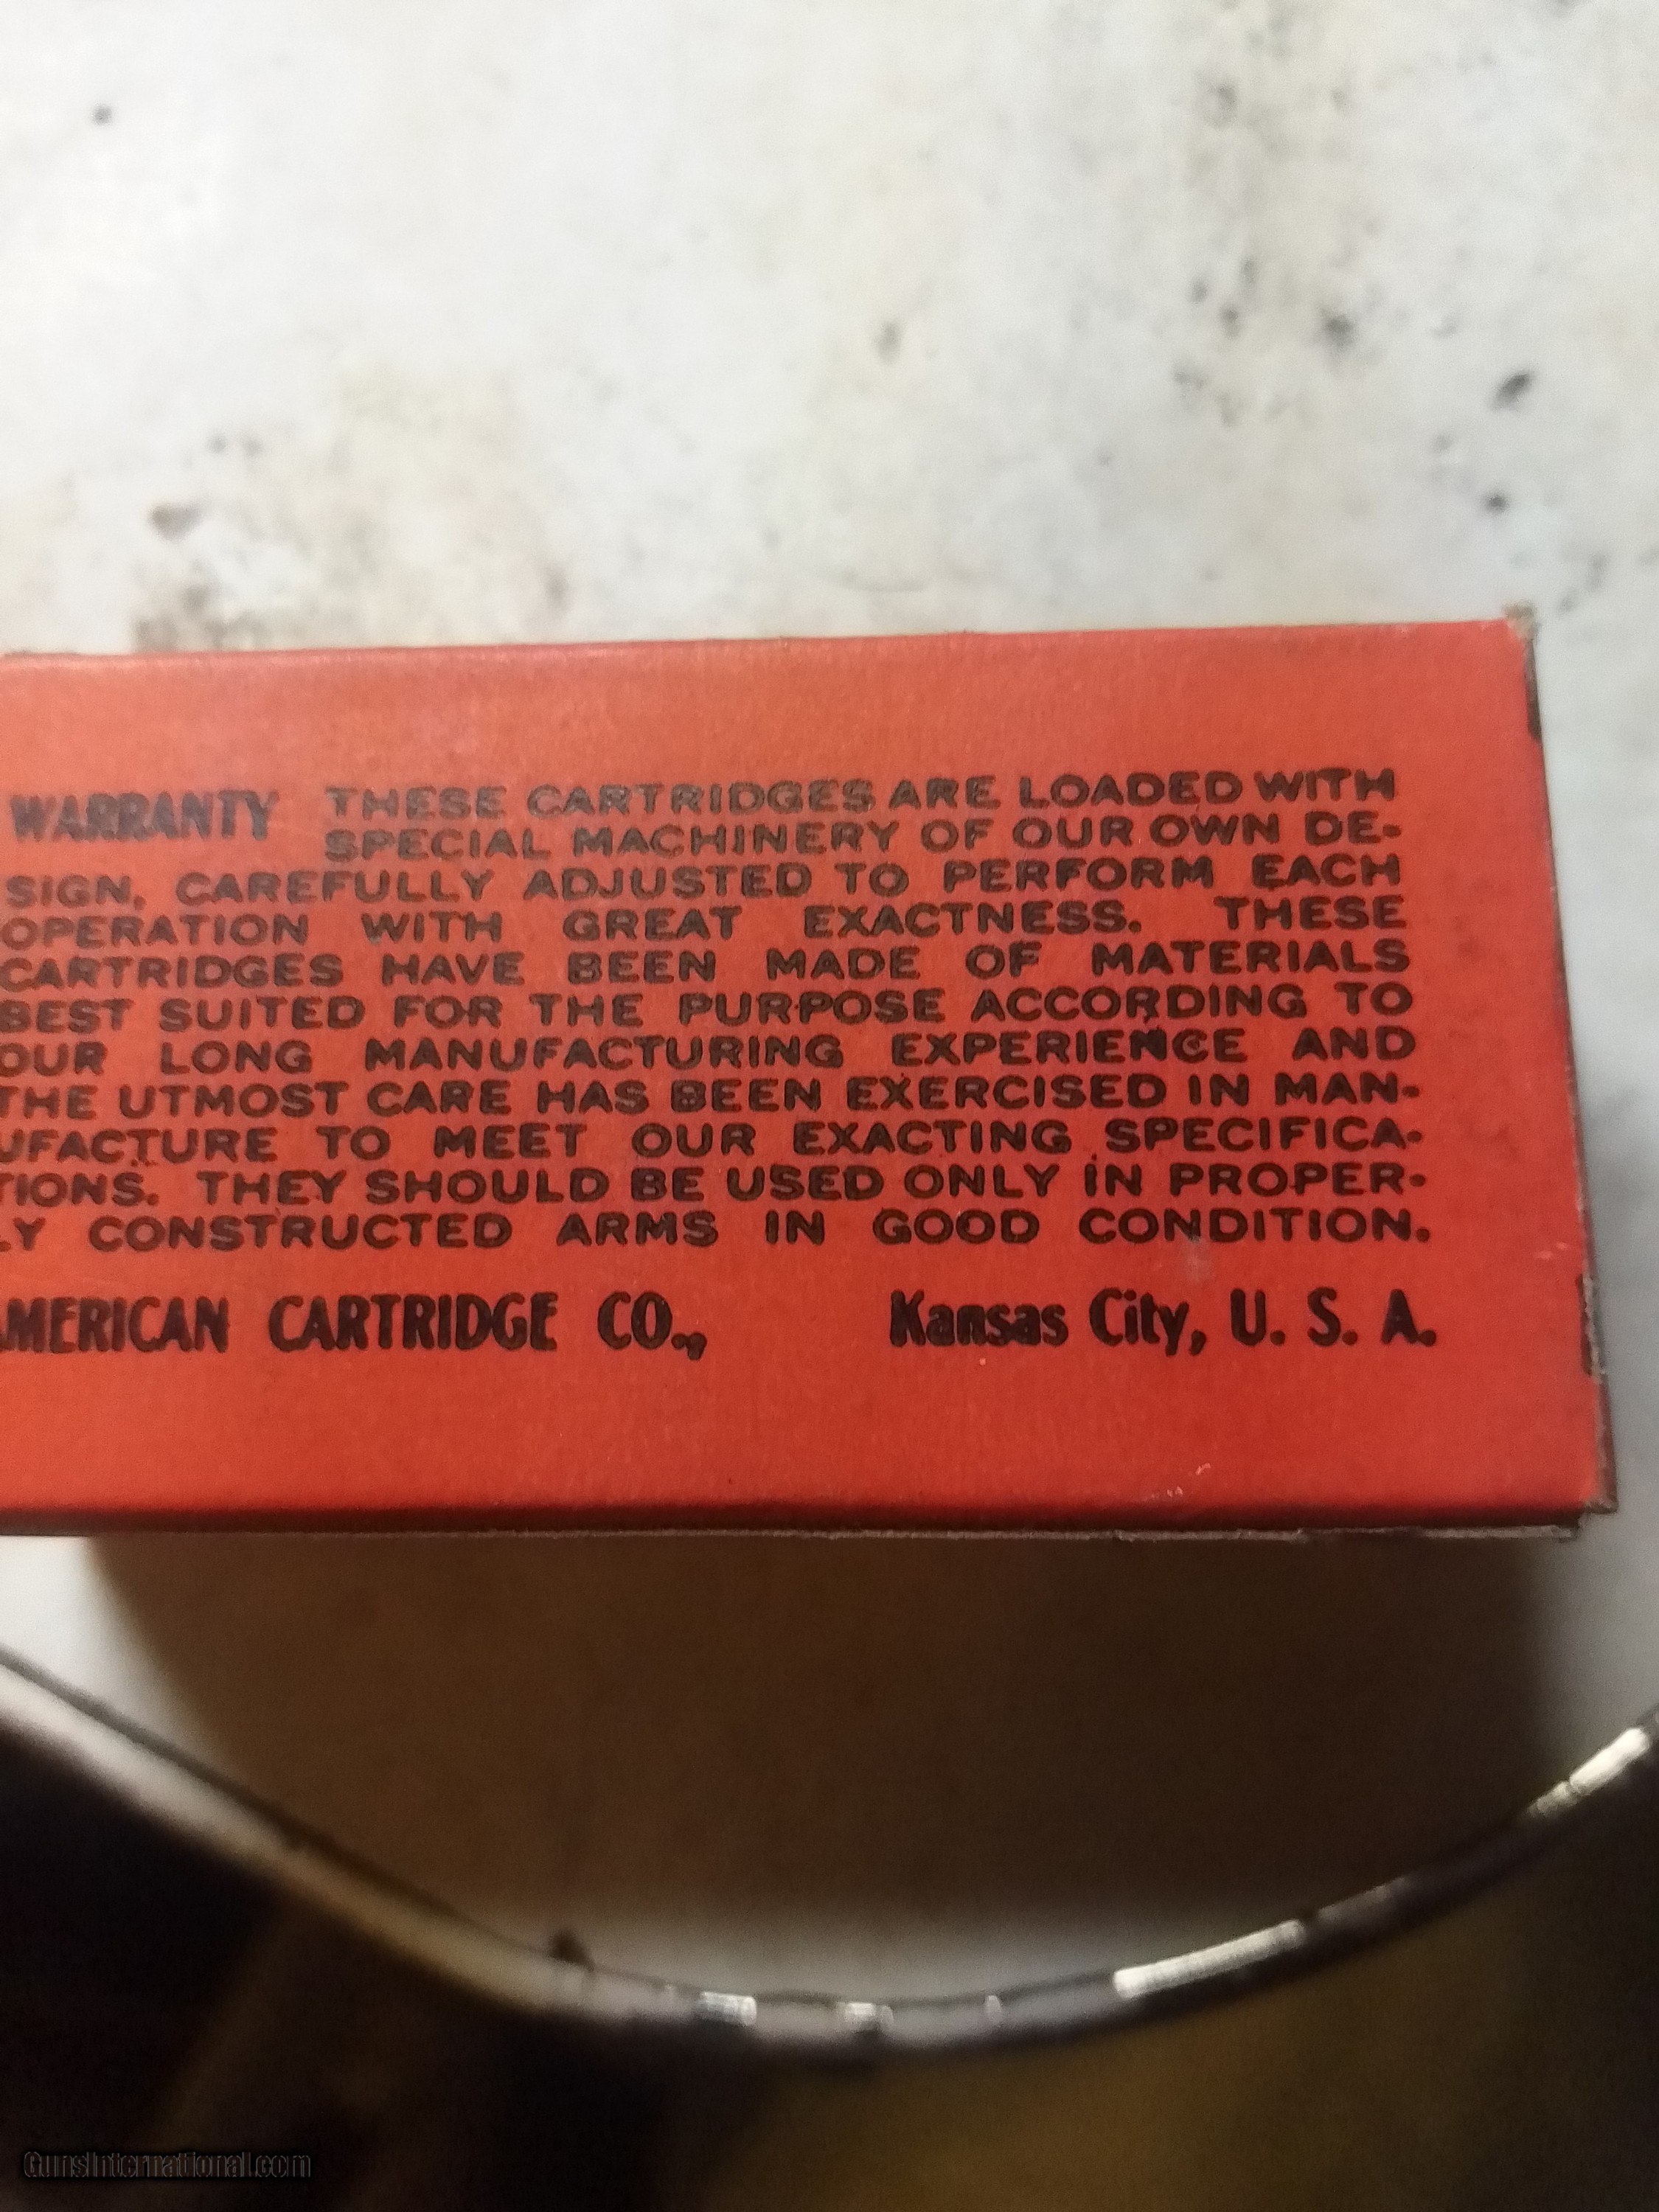 WARRANTY THESE CARTRIDGES ARE LOADED WITH
SPECIAL MACHINERY OF OUR OWN DE-
SIGN, CAREFULLY ADJUSTED TO PERFORM EACH
OPERATION WITH GREAT EXACTNESS. THESE
CARTRIDGES HAVE BEEN MADE OF MATERIALS
BEST SUITED FOR THE PURPOSE ACCORDING TO
OUR LONG MANUFACTURING EXPERIENCE AND
THE UTMOST CARE HAS BEEN EXERCISED IN MAN-
UFACTURE TO MEET OUR EXACTING SPECIFICA-
TIONS. THEY SHOULD BE USED ONLY IN PROPER-
LY CONSTRUCTED ARMS IN GOOD CONDITION.
AMERICAN CARTRIDGE CO., Kansas City, U. S. A.
GunsInternational.com